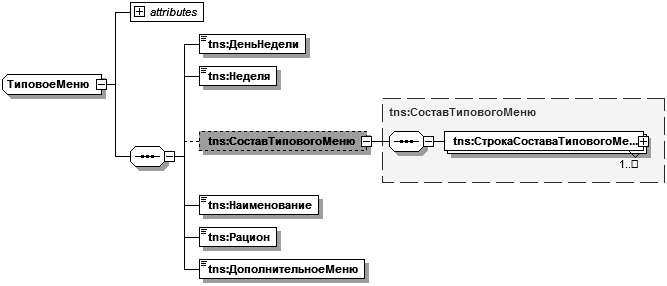 attributes
tns:ДеньНедели
tns:Неделя
ТиповоеМеню
tns:СоставТиповогоМеню
tns:СоставТиповогоМеню
tns:СтрокаСоставаТиповогоМе...
1..
tns:Наименование
tns:Рацион
tns:ДополнительноеМеню